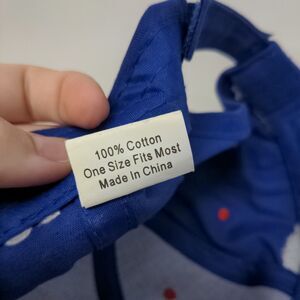 100% Cotton
One Size Fits Most
Made In China